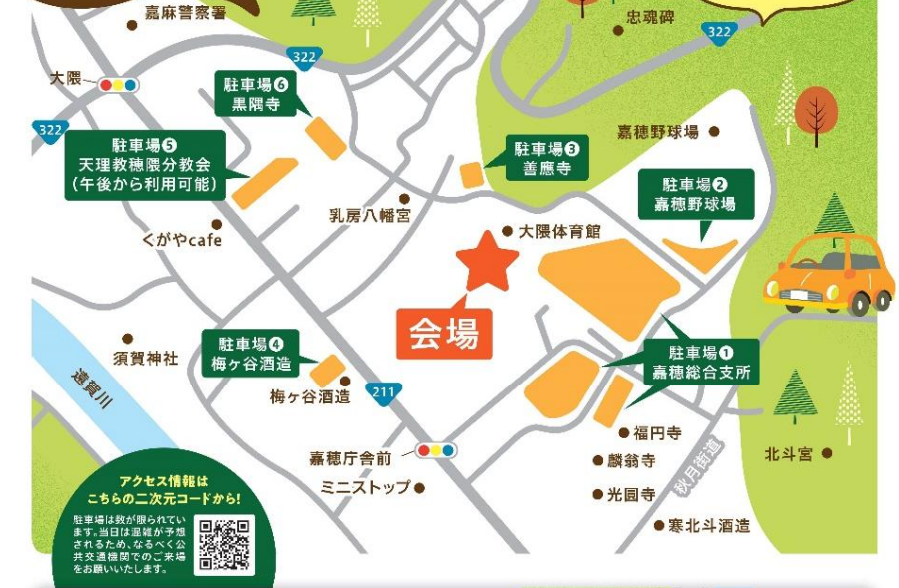 嘉麻警察署
忠魂碑
322
322
大隈
322
駐車場❻
黒隈寺
駐車場❺
天理教穂隈分教会
(午後から利用可能)
嘉穂野球場
駐車場❸
善應寺
駐車場❷
嘉穂野球場
乳房八幡宮
くがやcafe
大隈体育館
会場
須賀神社
駐車場❹
梅ヶ谷酒造
梅ヶ谷酒造
駐車場❶
嘉穂総合支所
遠賀川
211
福円寺
嘉穂庁舎前
麟翁寺
北斗宮
秋月街道
ミニストップ
光圓寺
寒北斗酒造
アクセス情報は
こちらの二次元コードから!
駐車場は数が限られてい
ます。当日は混雑が予想
されるため、なるべく公
共交通機関でのご来場
をお願いいたします。